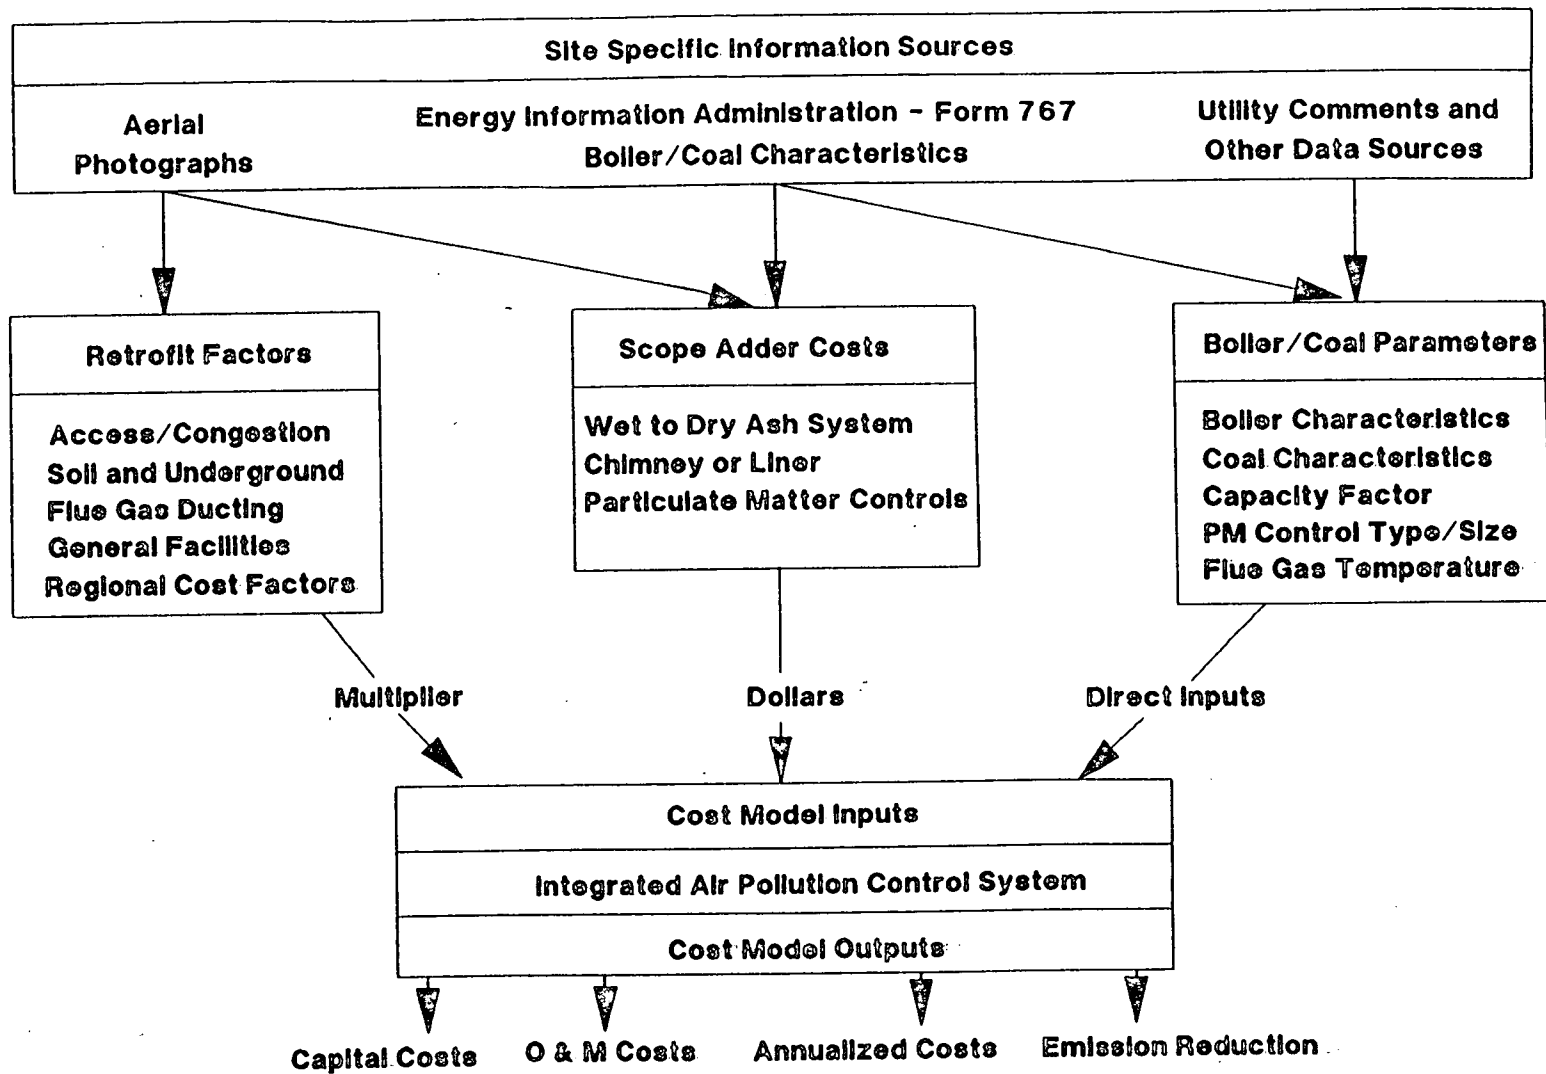 Site Specific Information Sources
Aerial
Photographs
Energy Information Administration - Form 767
Boiler/Coal Characteristics
Utility Comments and
Other Data Sources
Retrofit Factors
Access/Congestion
Soil and Underground
Flue Gas Ducting
General Facilities
Regional Cost Factors
Scope Adder Costs
Wet to Dry Ash System
Chimney or Liner
Particulate Matter Controls
Boiler/Coal Parameters
Boiler Characteristics
Coal Characteristics
Capacity Factor
PM Control Type/Size
Flue Gas Temperature
Multiplier
Dollars
Direct Inputs
Cost Model Inputs
Integrated Air Pollution Control System
Cost Model Outputs
Capital Costs
O & M Costs
Annualized Costs
Emission Reduction